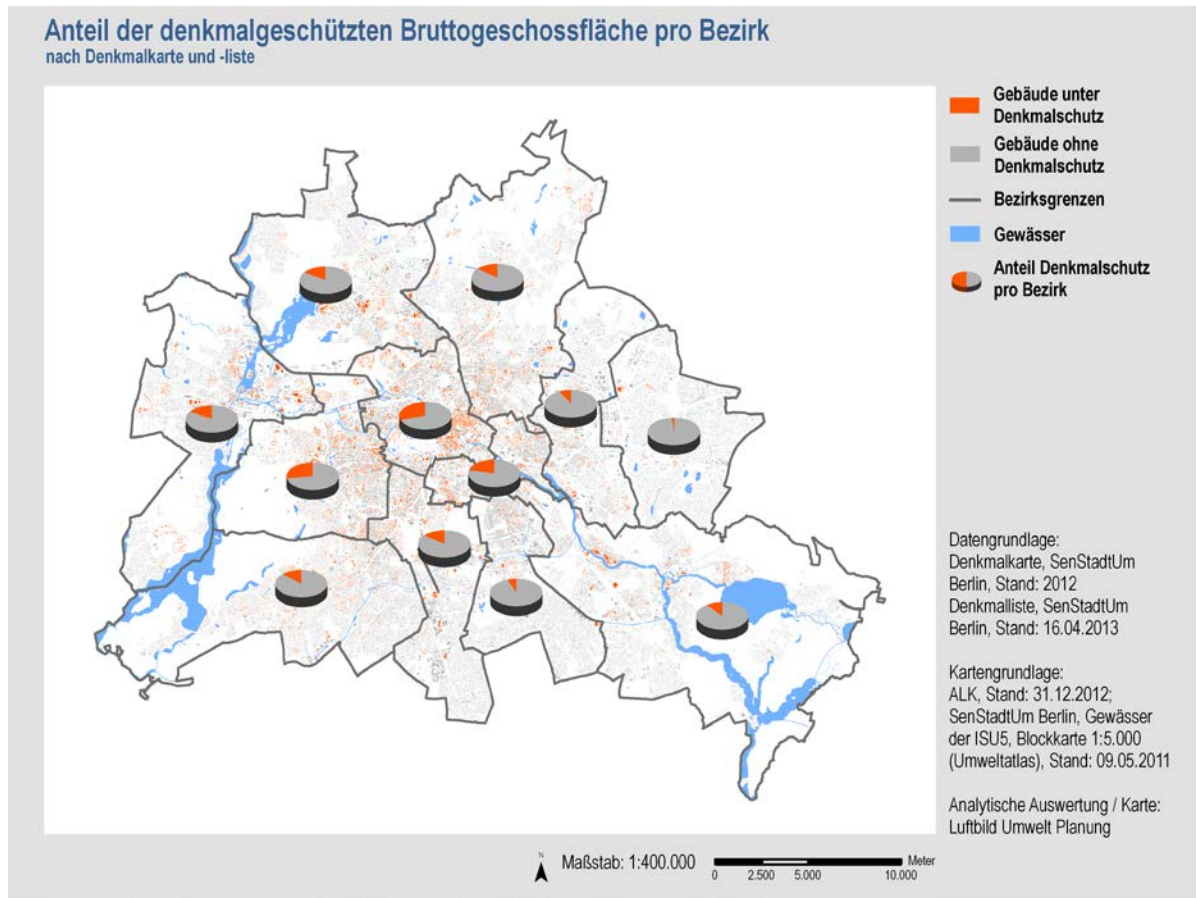 Anteil der denkmalgeschützten Bruttogeschossfläche pro Bezirk
nach Denkmalkarte und -liste
Gebäude unter
Denkmalschutz
Gebäude ohne
Denkmalschutz
Bezirksgrenzen
Gewässer
Anteil Denkmalschutz
pro Bezirk
Datengrundlage:
Denkmalkarte, SenStadtUm
Berlin, Stand: 2012
Denkmalliste, SenStadtUm
Berlin, Stand: 16.04.2013
Kartengrundlage:
ALK, Stand: 31.12.2012;
SenStadtUm Berlin, Gewässer
der ISU5, Blockkarte 1:5.000
(Umweltatlas), Stand: 09.05.2011
Analytische Auswertung / Karte:
Luftbild Umwelt Planung
N
Maßstab: 1:400.000
Meter
0 2.500 5.000 10.000